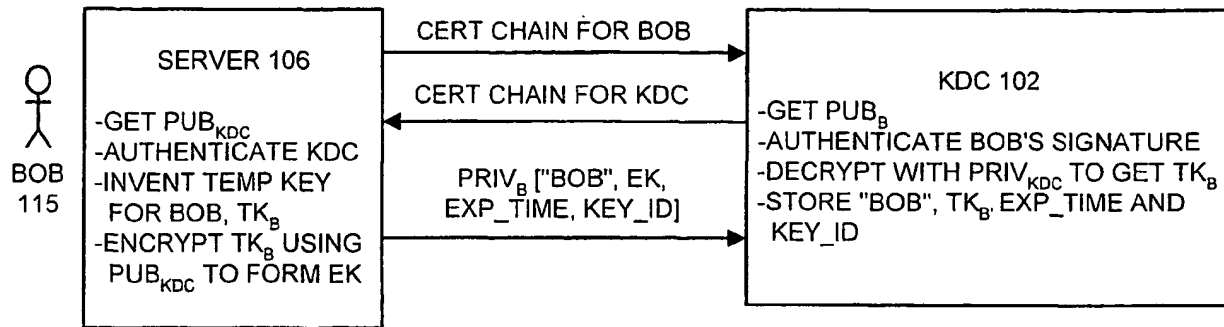 BOB
115
SERVER 106
-GET PUB_KDC
-AUTHENTICATE KDC
-INVENT TEMP KEY
FOR BOB, TK_B
-ENCRYPT TK_B USING
PUB_KDC TO FORM EK
CERT CHAIN FOR BOB
CERT CHAIN FOR KDC
PRIV_B ["BOB", EK,
EXP_TIME, KEY_ID]
KDC 102
-GET PUB_B
-AUTHENTICATE BOB'S SIGNATURE
-DECRYPT WITH PRIV_KDC TO GET TK_B
-STORE "BOB", TK_B, EXP_TIME AND
KEY_ID